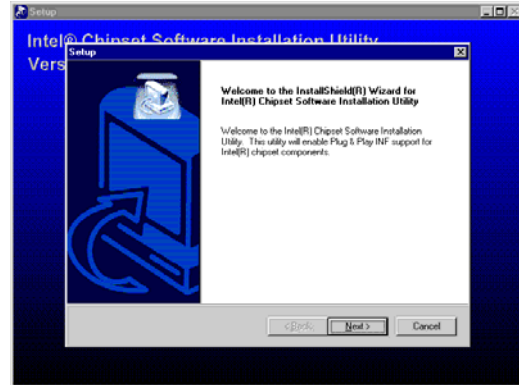 Setup
Intel® Chipset Software Installation Utility
Vers
Setup
Welcome to the InstallShield(R) Wizard for
Intel(R) Chipset Software Installation Utility
Welcome to the Intel(R) Chipset Software Installation
Utility. This utility will enable Plug & Play INF support for
Intel(R) chipset components.
< Back
Next >
Cancel